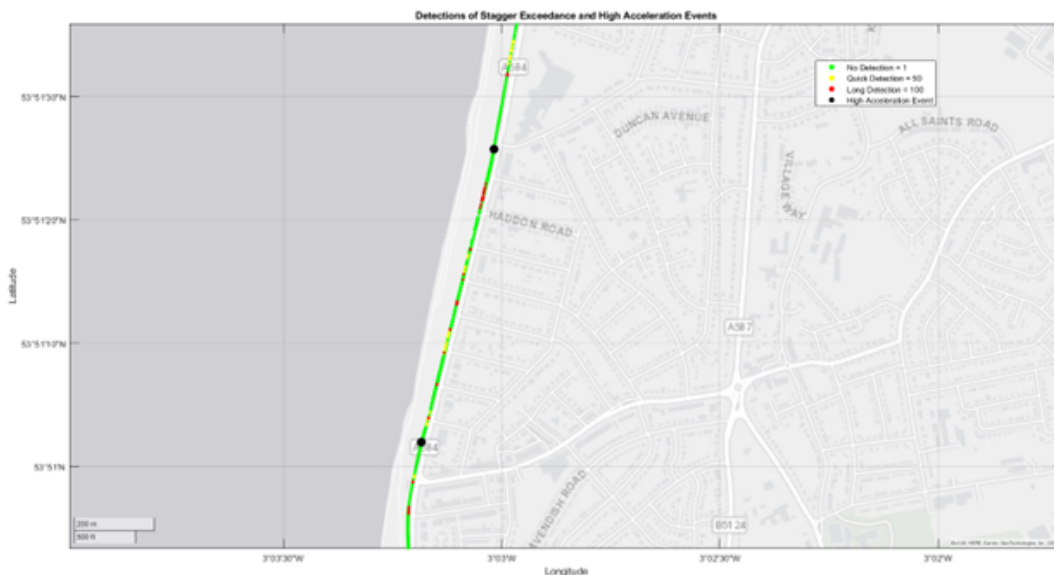 Detections of Stagger Exceedance and High Acceleration Events
No Detection = 1
Quick Detection = 50
Long Detection = 100
High Acceleration Event
A584
DUNCAN AVENUE
ALL SAINTS ROAD
VILLAGE WAY
HADDON ROAD
A587
CAVENDISH ROAD
B5124
53°51'30"N
53°51'20"N
53°51'10"N
53°51'N
Latitude
200 m
500 ft
3°03'30"W
3°03'W
3°02'30"W
3°02'W
Longitude